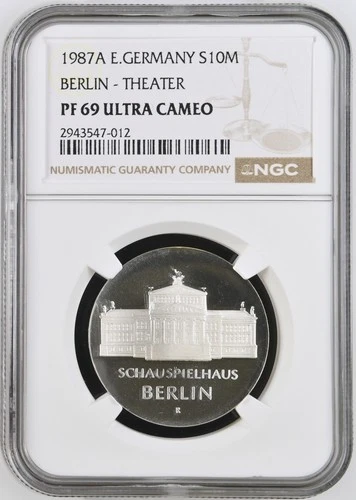 1987A E.GERMANY S10M
BERLIN - THEATER
PF 69 ULTRA CAMEO
2943547-012
NUMISMATIC GUARANTY COMPANY NGC
SCHAUSPIELHAUS
BERLIN